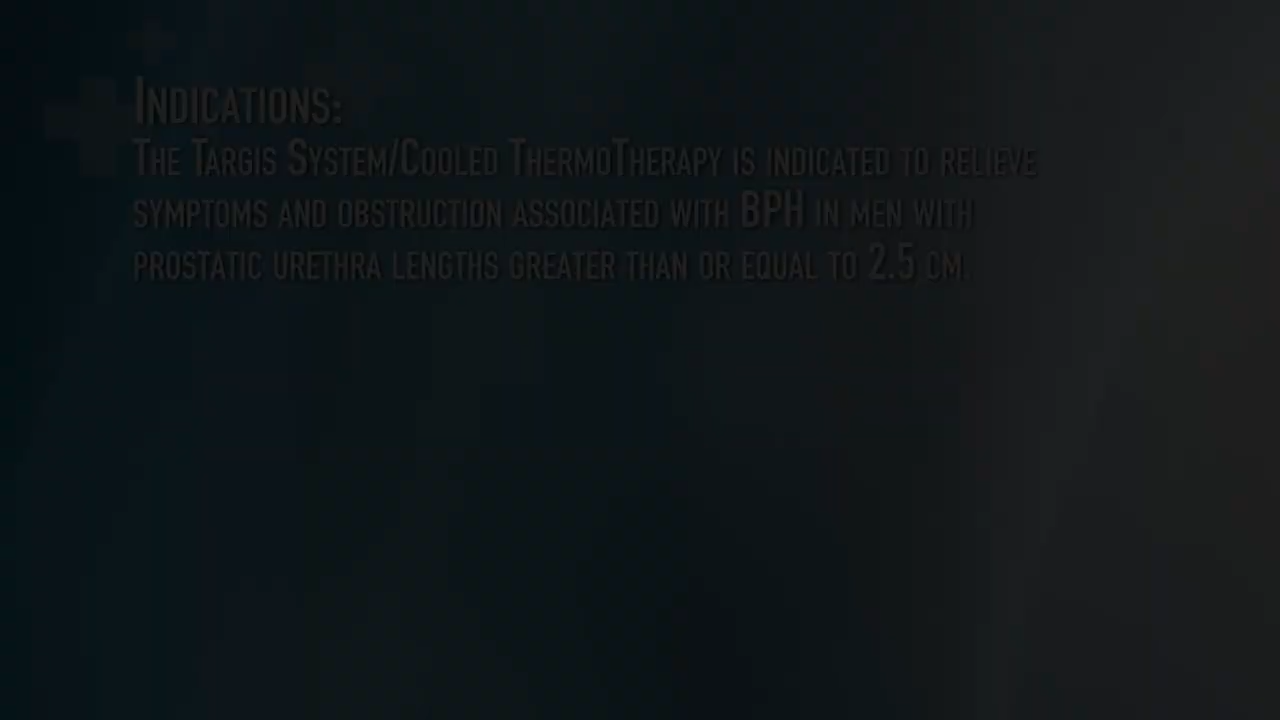 Indications:
The Targis System/Cooled ThermoTherapy is indicated to relieve
symptoms and obstruction associated with BPH in men with
prostatic urethra lengths greater than or equal to 2.5 cm.